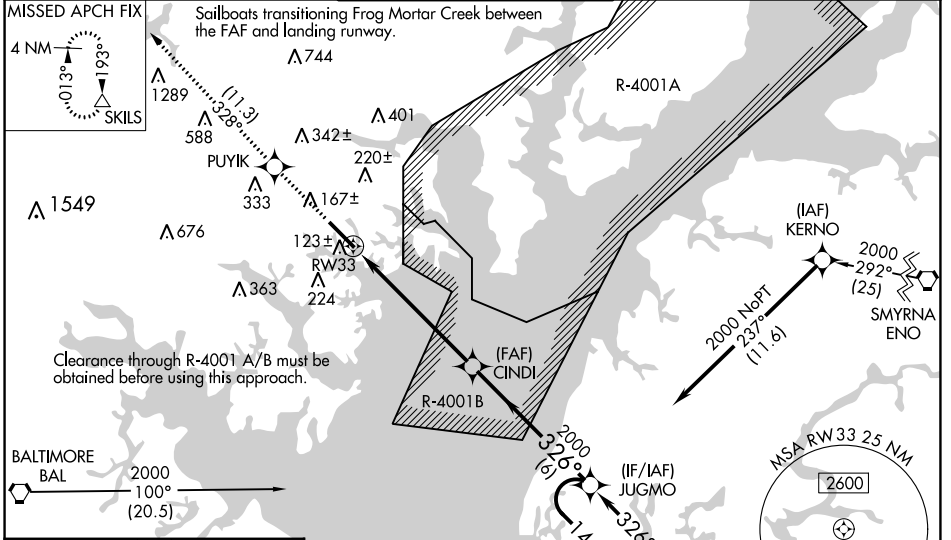 MISSED APCH FIX
4 NM
013°
193°
SKILS
Sailboats transitioning Frog Mortar Creek between
the FAF and landing runway.
744
1289
(11.3)
328°
588
401
342±
220±
PUYIK
333
167±
1549
676
123±
RW33
363
224
R-4001A
(IAF)
KERNO
2000
292°
(25)
SMYRNA
ENO
2000 NoPT
237°
(11.6)
Clearance through R-4001 A/B must be
obtained before using this approach.
(FAF)
CINDI
R-4001B
2000
326°
(6)
(IF/IAF)
JUGMO
326°
14
BALTIMORE
BAL
2000
100°
(20.5)
MSA RW33 25 NM
2600